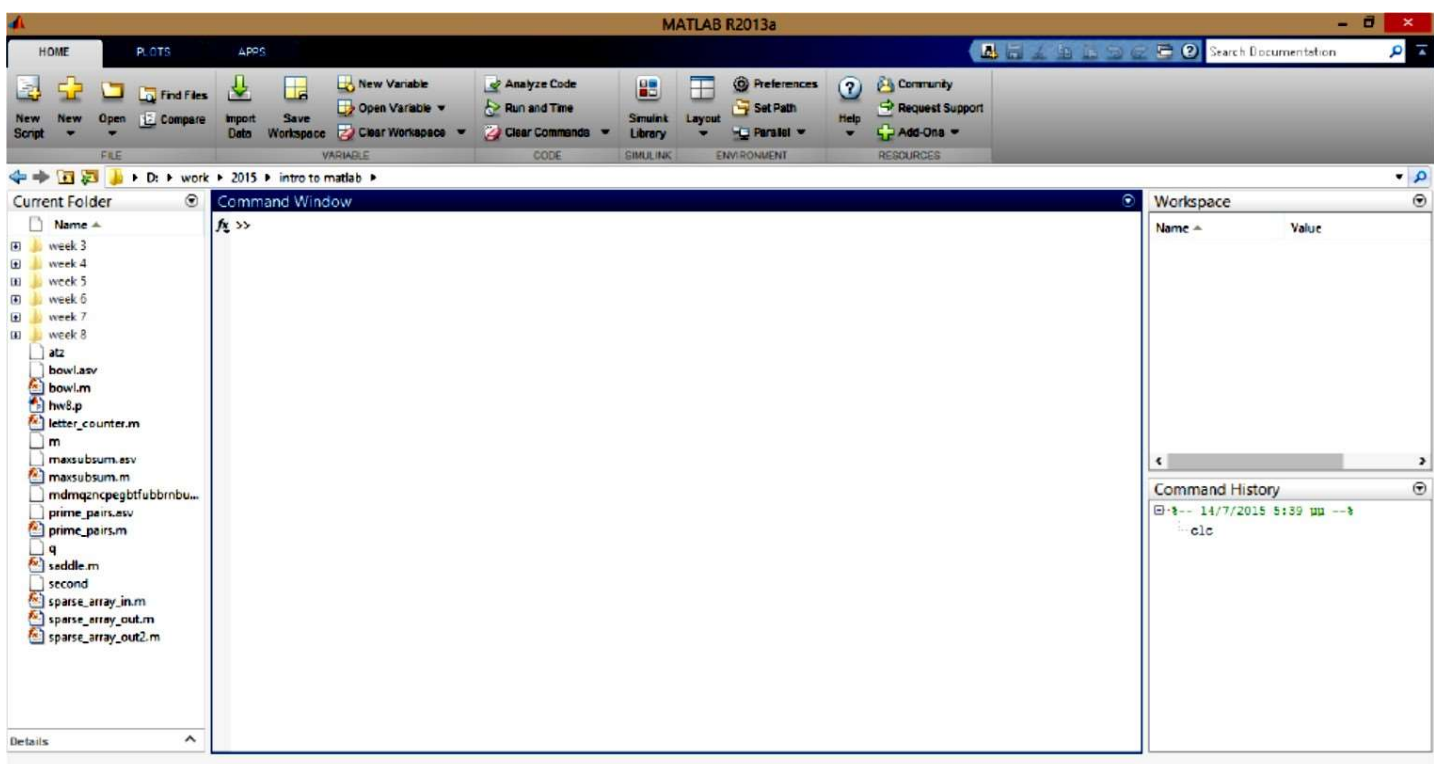 MATLAB R2013a
HOME PLOTS APPS
Search Documentation
New Script
New
Open
Find Files
Compare
Import Data
Save Workspace
New Variable
Open Variable
Clear Workspace
Analyze Code
Run and Time
Clear Commands
Simulink Library
Layout
Preferences
Set Path
Parallel
Help
Community
Request Support
Add-Ons
FILE VARIABLE CODE SIMULINK ENVIRONMENT RESOURCES
D: work 2015 intro to matlab
Current Folder
Name
week 3
week 4
week 5
week 6
week 7
week 8
atz
bowl.asv
bowl.m
hw8.p
letter_counter.m
m
maxsubsum.asv
maxsubsum.m
mdmqzncpegbtfubbrnbu...
prime_pairs.asv
prime_pairs.m
q
saddle.m
second
sparse_array_in.m
sparse_array_out.m
sparse_array_out2.m
Details
Command Window
fx >>
Workspace
Name Value
Command History
%-- 14/7/2015 5:39 μμ --%
clc